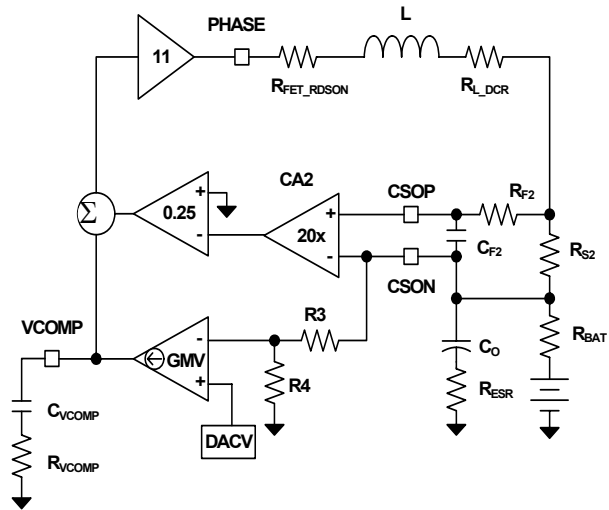 PHASE
L
11
RFET_RDSON
RL_DCR
CA2
CSOP
RF2
Σ
0.25
+
-
20x
+
-
CF2
RS2
CSON
VCOMP
R3
RBAT
GMV
-
+
R4
CO
RESR
CVCOMP
DACV
RVCOMP